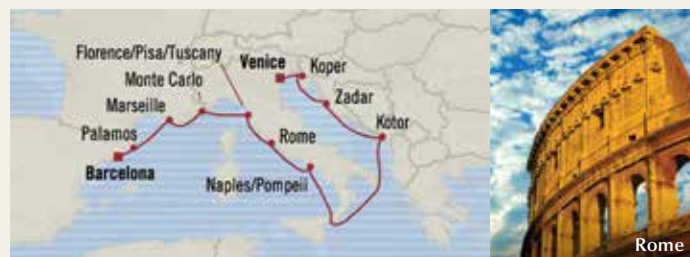 Florence/Pisa/Tuscany
Venice
Koper
Monte Carlo
Zadar
Marseille
Kotor
Palamos
Rome
Barcelona
Naples/Pompeii
Rome